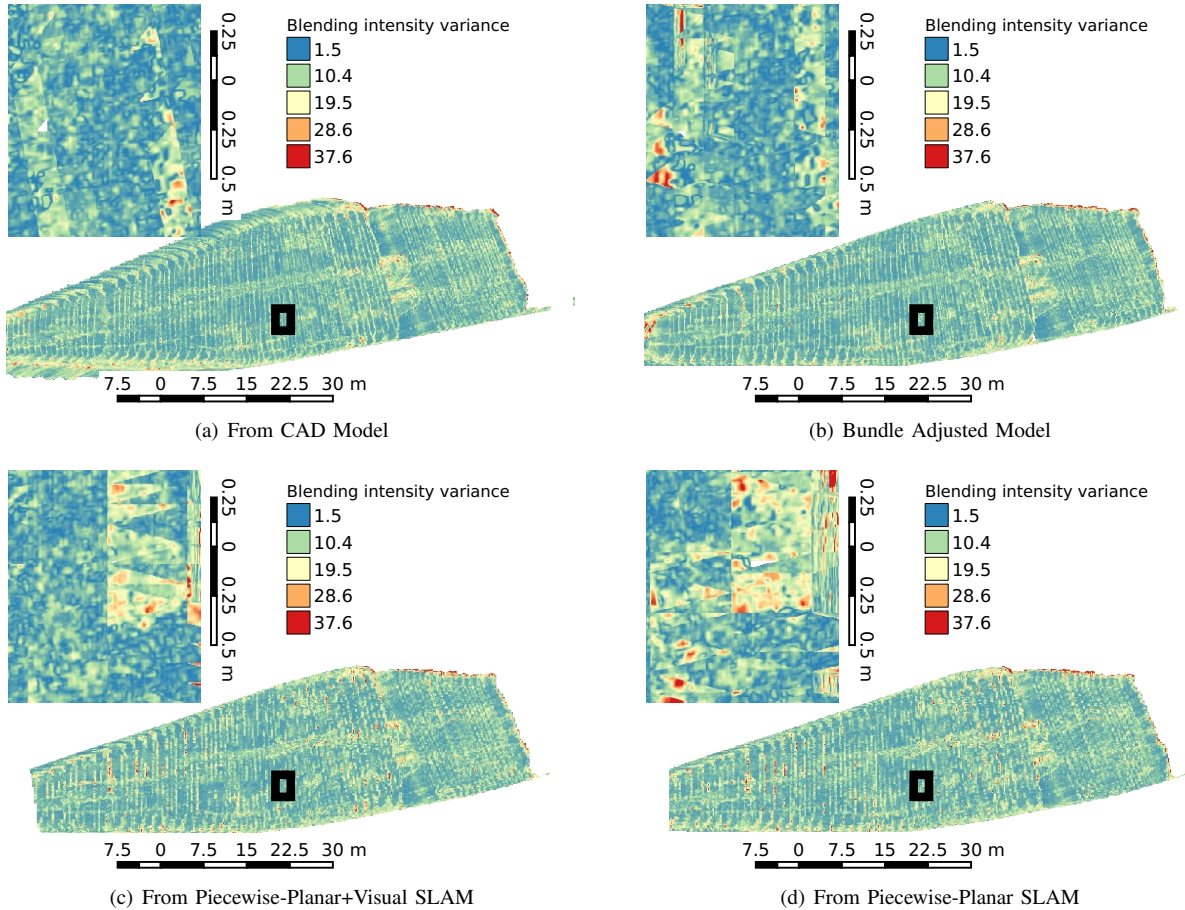 Blending intensity variance
1.5
10.4
19.5
28.6
37.6
0.25
0
0.25
0.5 m
7.5 0 7.5 15 22.5 30 m
(a) From CAD Model
Blending intensity variance
1.5
10.4
19.5
28.6
37.6
0.25
0
0.25
0.5 m
7.5 0 7.5 15 22.5 30 m
(b) Bundle Adjusted Model
Blending intensity variance
1.5
10.4
19.5
28.6
37.6
0.25
0
0.25
0.5 m
7.5 0 7.5 15 22.5 30 m
(c) From Piecewise-Planar+Visual SLAM
Blending intensity variance
1.5
10.4
19.5
28.6
37.6
0.25
0
0.25
0.5 m
7.5 0 7.5 15 22.5 30 m
(d) From Piecewise-Planar SLAM